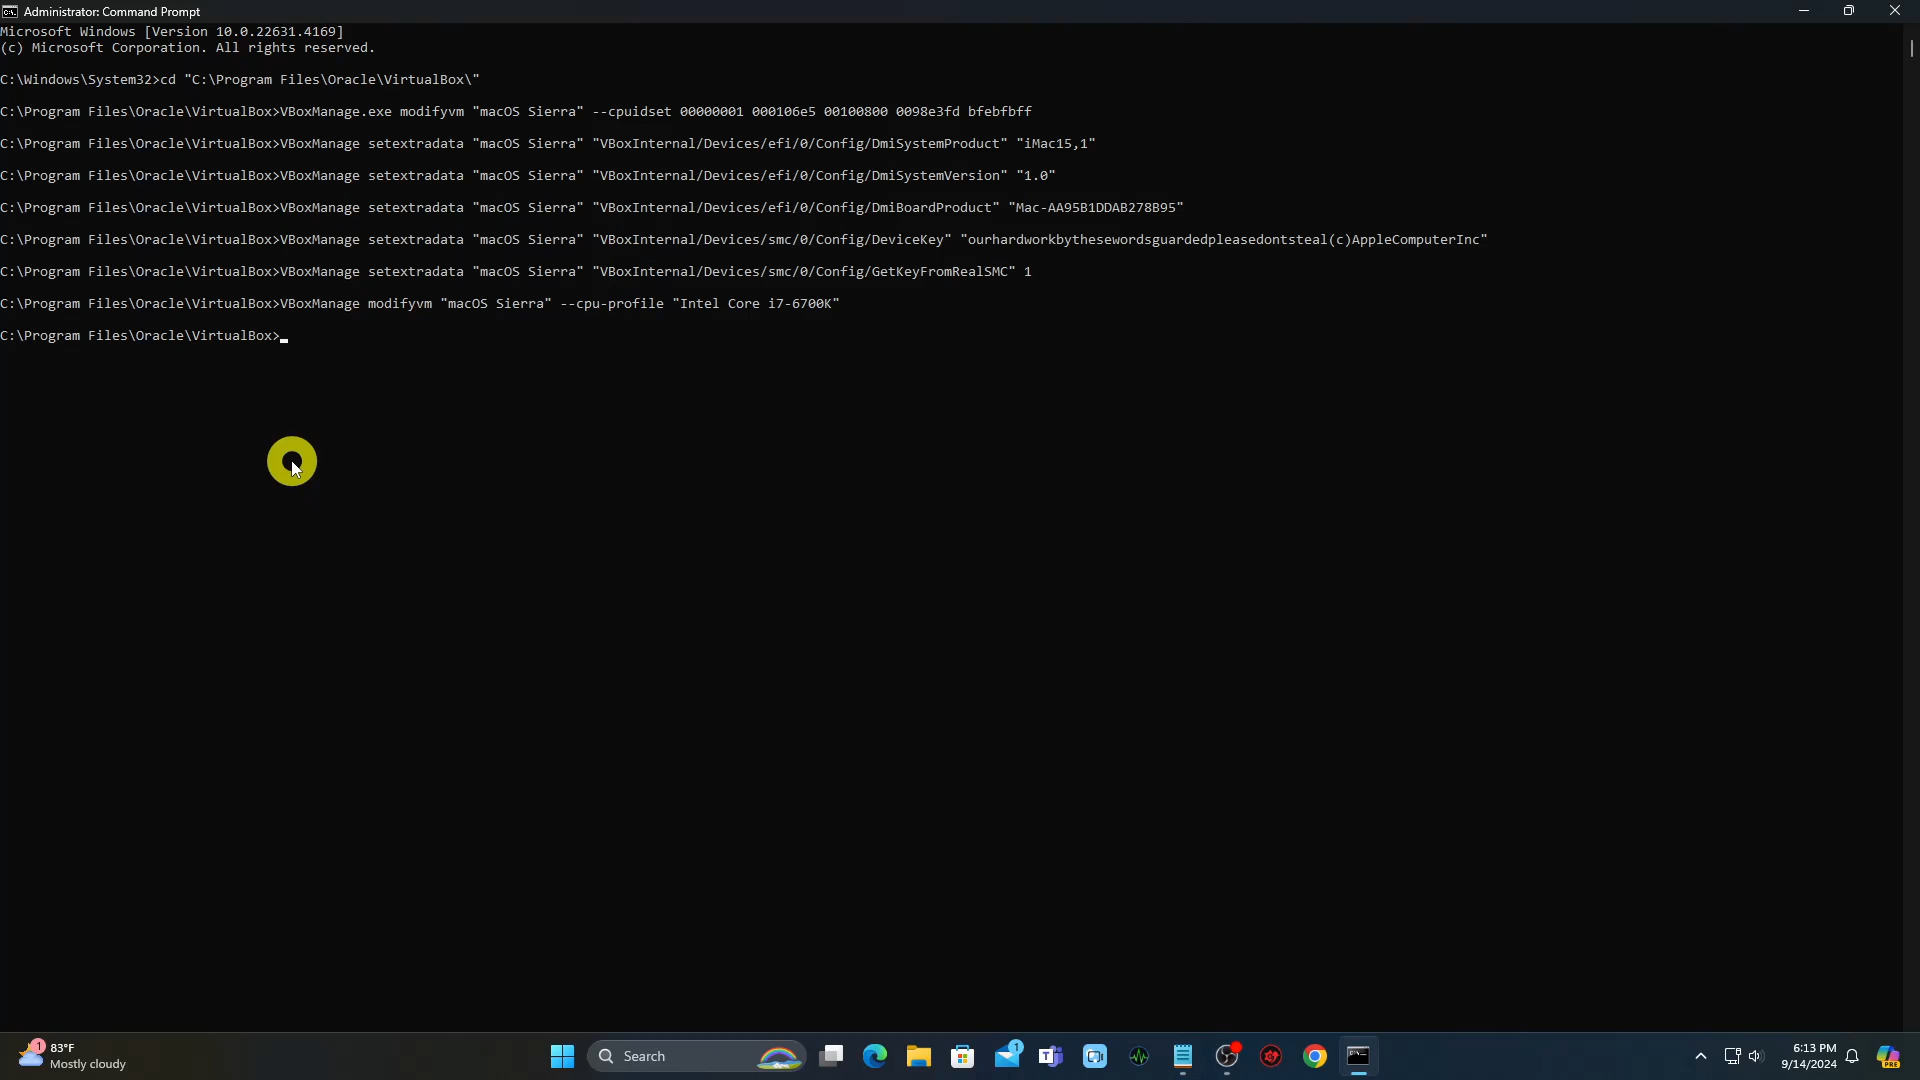 Administrator: Command Prompt
Microsoft Windows [Version 10.0.22631.4169]
(c) Microsoft Corporation. All rights reserved.
C:\Windows\System32>cd "C:\Program Files\Oracle\VirtualBox\"
C:\Program Files\Oracle\VirtualBox>VBoxManage.exe modifyvm "macOS Sierra" --cpuidset 00000001 000106e5 00100800 0098e3fd bfebfbff
C:\Program Files\Oracle\VirtualBox>VBoxManage setextradata "macOS Sierra" "VBoxInternal/Devices/efi/0/Config/DmiSystemProduct" "iMac15,1"
C:\Program Files\Oracle\VirtualBox>VBoxManage setextradata "macOS Sierra" "VBoxInternal/Devices/efi/0/Config/DmiSystemVersion" "1.0"
C:\Program Files\Oracle\VirtualBox>VBoxManage setextradata "macOS Sierra" "VBoxInternal/Devices/efi/0/Config/DmiBoardProduct" "Mac-AA95B1DDAB278B95"
C:\Program Files\Oracle\VirtualBox>VBoxManage setextradata "macOS Sierra" "VBoxInternal/Devices/smc/0/Config/DeviceKey" "ourhardworkbythesewordsguardedpleasedontsteal(c)AppleComputerInc"
C:\Program Files\Oracle\VirtualBox>VBoxManage setextradata "macOS Sierra" "VBoxInternal/Devices/smc/0/Config/GetKeyFromRealSMC" 1
C:\Program Files\Oracle\VirtualBox>VBoxManage modifyvm "macOS Sierra" --cpu-profile "Intel Core i7-6700K"
C:\Program Files\Oracle\VirtualBox>
1
83°F
Mostly cloudy
Search
1
6:13 PM
9/14/2024
PRE